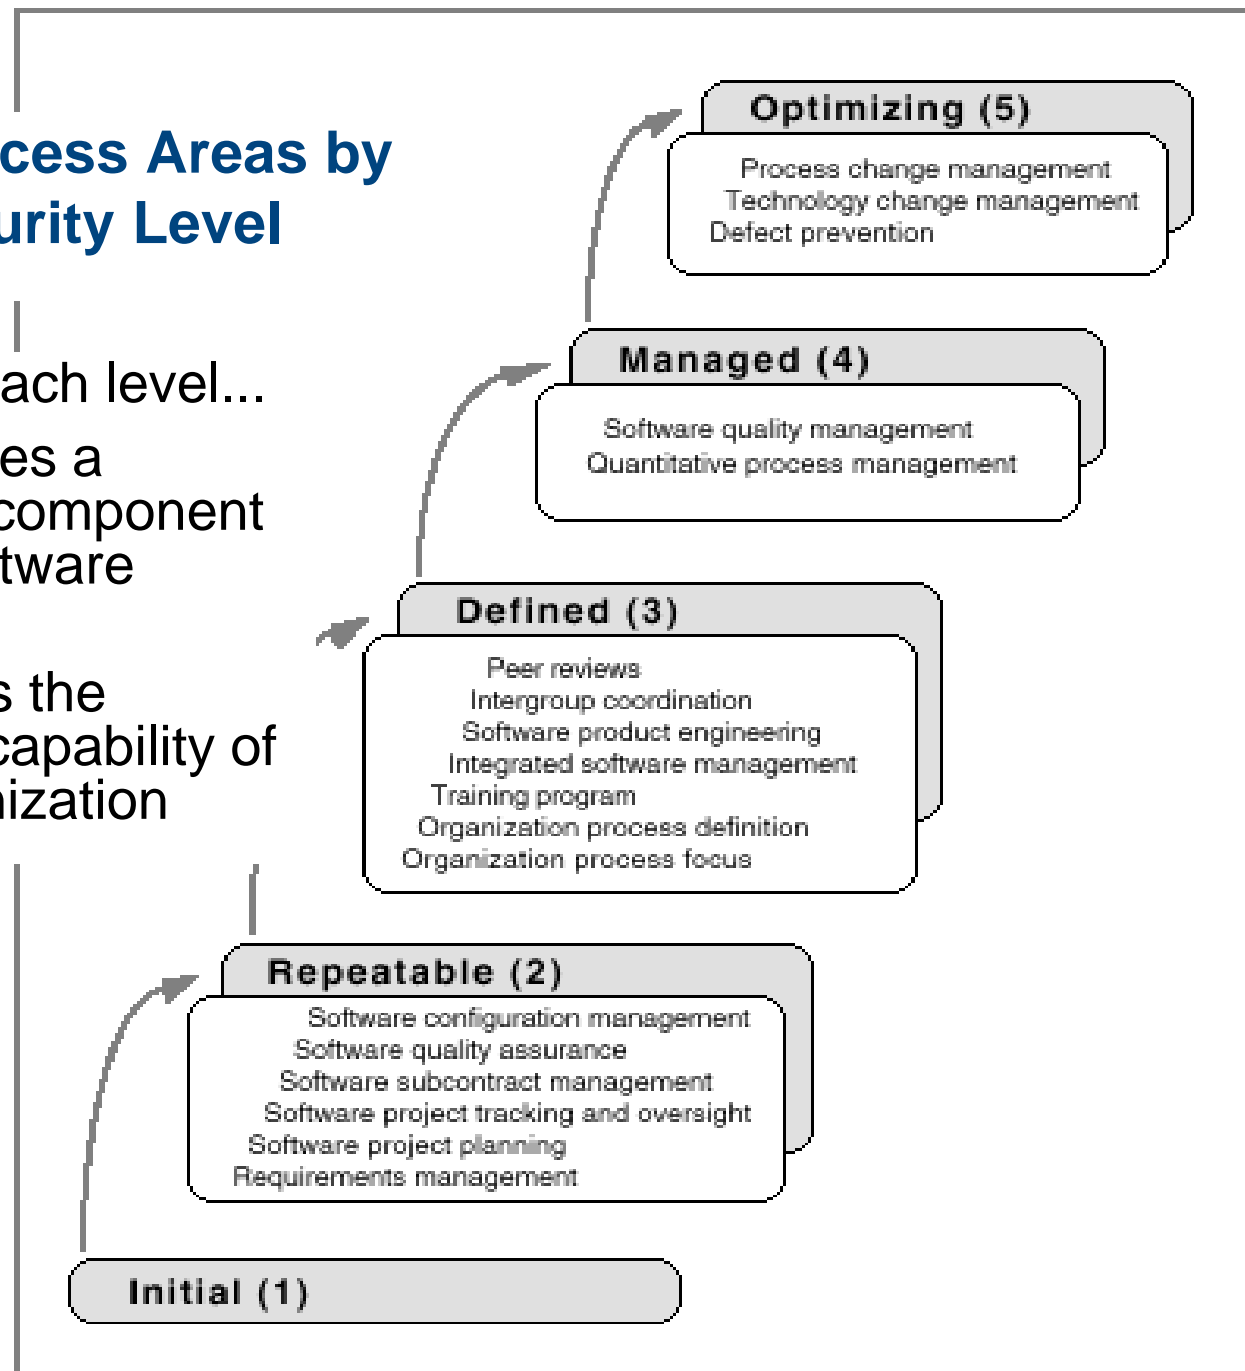 cess Areas by
urity Level
ach level...
es a
component
tware
s the
capability of
nization
Optimizing (5)
Process change management
Technology change management
Defect prevention
Managed (4)
Software quality management
Quantitative process management
Defined (3)
Peer reviews
Intergroup coordination
Software product engineering
Integrated software management
Training program
Organization process definition
Organization process focus
Repeatable (2)
Software configuration management
Software quality assurance
Software subcontract management
Software project tracking and oversight
Software project planning
Requirements management
Initial (1)